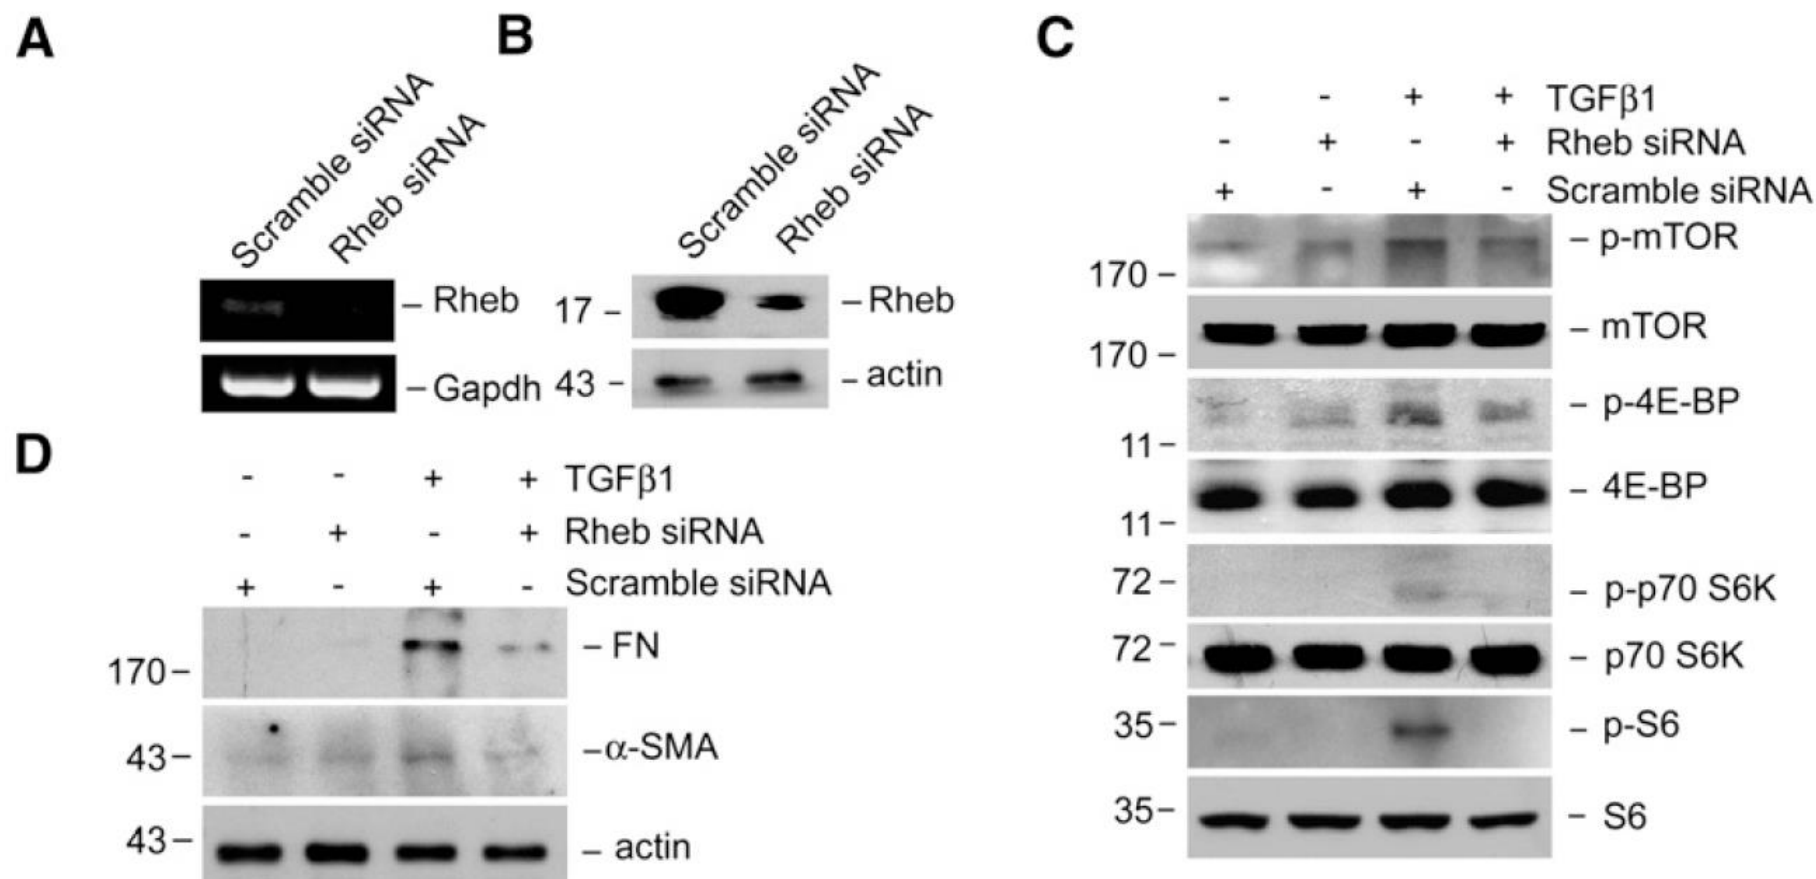 A
Scramble siRNA
Rheb siRNA
– Rheb
– Gapdh
B
Scramble siRNA
Rheb siRNA
17 – – Rheb
43 – – actin
C
- - + + TGFβ1
- + - + Rheb siRNA
+ - + - Scramble siRNA
– p-mTOR
170 –
– mTOR
170 –
– p-4E-BP
11 –
– 4E-BP
11 –
72 – – p-p70 S6K
72 – – p70 S6K
35 – – p-S6
35 – – S6
D
- - + + TGFβ1
- + - + Rheb siRNA
+ - + - Scramble siRNA
– FN
170 –
43 – – α-SMA
43 – – actin